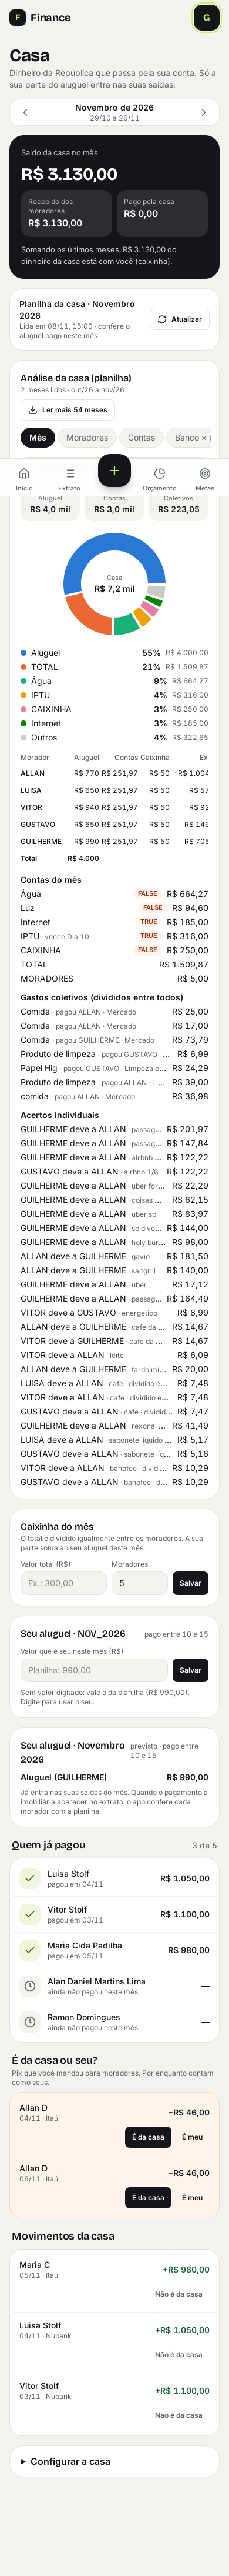 F Finance G
Casa
Dinheiro da República que passa pela sua conta. Só a
sua parte do aluguel entra nas suas saídas.
Novembro de 2026
29/10 a 26/11
Saldo da casa no mês
R$ 3.130,00
Recebido dos
moradores
R$ 3.130,00
Pago pela casa
R$ 0,00
Somando os últimos meses, R$ 3.130,00 do
dinheiro da casa está com você (caixinha).
Planilha da casa · Novembro
2026
Lida em 08/11, 15:00 · confere o
aluguel pago neste mês
Atualizar
Análise da casa (planilha)
2 meses lidos · out/26 a nov/26
Ler mais 54 meses
Mês Moradores Contas Banco × p
Início Extrato + Orçamento Metas
Aluguel Contas Coletivos
R$ 4,0 mil R$ 3,0 mil R$ 223,05
Casa
R$ 7,2 mil
Aluguel 55% R$ 4.000,00
TOTAL 21% R$ 1.509,87
Água 9% R$ 664,27
IPTU 4% R$ 316,00
CAIXINHA 3% R$ 250,00
Internet 3% R$ 185,00
Outros 4% R$ 322,65
Morador Aluguel Contas Caixinha Ex
ALLAN R$ 770 R$ 251,97 R$ 50 -R$ 1.004
LUISA R$ 650 R$ 251,97 R$ 50 R$ 57
VITOR R$ 940 R$ 251,97 R$ 50 R$ 92
GUSTAVO R$ 650 R$ 251,97 R$ 50 R$ 149
GUILHERME R$ 990 R$ 251,97 R$ 50 R$ 705
Total R$ 4.000
Contas do mês
Água FALSE R$ 664,27
Luz FALSE R$ 94,60
Internet TRUE R$ 185,00
IPTU · vence Dia 10 TRUE R$ 316,00
CAIXINHA FALSE R$ 250,00
TOTAL R$ 1.509,87
MORADORES R$ 5,00
Gastos coletivos (divididos entre todos)
Comida · pagou ALLAN · Mercado R$ 25,00
Comida · pagou ALLAN · Mercado R$ 17,00
Comida · pagou GUILHERME · Mercado R$ 73,79
Produto de limpeza · pagou GUSTAVO · ... R$ 6,99
Papel Hig · pagou GUSTAVO · Limpeza e... R$ 24,29
Produto de limpeza · pagou ALLAN · Li... R$ 39,00
comida · pagou ALLAN · Mercado R$ 36,98
Acertos individuais
GUILHERME deve a ALLAN · passag... R$ 201,97
GUILHERME deve a ALLAN · passag... R$ 147,84
GUILHERME deve a ALLAN · airbnb ... R$ 122,22
GUSTAVO deve a ALLAN · airbnb 1/6 R$ 122,22
GUILHERME deve a ALLAN · uber for... R$ 22,29
GUILHERME deve a ALLAN · coisas ... R$ 62,15
GUILHERME deve a ALLAN · uber sp R$ 83,97
GUILHERME deve a ALLAN · sp dive... R$ 144,00
GUILHERME deve a ALLAN · holy bur... R$ 98,00
ALLAN deve a GUILHERME · gavio R$ 181,50
ALLAN deve a GUILHERME · saltgrill R$ 140,00
GUILHERME deve a ALLAN · uber R$ 17,12
GUILHERME deve a ALLAN · passag... R$ 164,49
VITOR deve a GUSTAVO · energetico R$ 8,99
ALLAN deve a GUILHERME · cafe da ... R$ 14,67
VITOR deve a GUILHERME · cafe da ... R$ 14,67
VITOR deve a ALLAN · leite R$ 6,09
ALLAN deve a GUILHERME · fardo mi... R$ 20,00
LUISA deve a ALLAN · cafe · dividido e... R$ 7,48
VITOR deve a ALLAN · cafe · dividido e... R$ 7,48
GUSTAVO deve a ALLAN · cafe · dividid... R$ 7,47
GUILHERME deve a ALLAN · rexona, ... R$ 41,49
LUISA deve a ALLAN · sabonete líquido ... R$ 5,17
GUSTAVO deve a ALLAN · sabonete líq... R$ 5,16
VITOR deve a ALLAN · banofee · dividi... R$ 10,29
GUSTAVO deve a ALLAN · banofee · d... R$ 10,29
Caixinha do mês
O total é dividido igualmente entre os moradores. A sua
parte soma ao seu aluguel deste mês.
Valor total (R$) Moradores
Ex.: 300,00 5 Salvar
Seu aluguel · NOV_2026 pago entre 10 e 15
Valor que é seu neste mês (R$)
Planilha: 990,00 Salvar
Sem valor digitado: vale o da planilha (R$ 990,00).
Digite para usar o seu.
Seu aluguel · Novembro
2026
previsto · pago entre
10 e 15
Aluguel (GUILHERME) R$ 990,00
Já entra nas suas saídas do mês. Quando o pagamento à
imobiliária aparecer no extrato, o app confere cada
morador com a planilha.
Quem já pagou 3 de 5
Luísa Stolf
pagou em 04/11
R$ 1.050,00
Vitor Stolf
pagou em 03/11
R$ 1.100,00
Maria Cida Padilha
pagou em 05/11
R$ 980,00
Alan Daniel Martins Lima
ainda não pagou neste mês
—
Ramon Domingues
ainda não pagou neste mês
—
É da casa ou seu?
Pix que você mandou para moradores. Por enquanto contam
como seus.
Allan D
04/11 · Itaú
−R$ 46,00
É da casa É meu
Allan D
06/11 · Itaú
−R$ 46,00
É da casa É meu
Movimentos da casa
Maria C
05/11 · Itaú
+R$ 980,00
Não é da casa
Luisa Stolf
04/11 · Nubank
+R$ 1.050,00
Não é da casa
Vitor Stolf
03/11 · Nubank
+R$ 1.100,00
Não é da casa
Configurar a casa